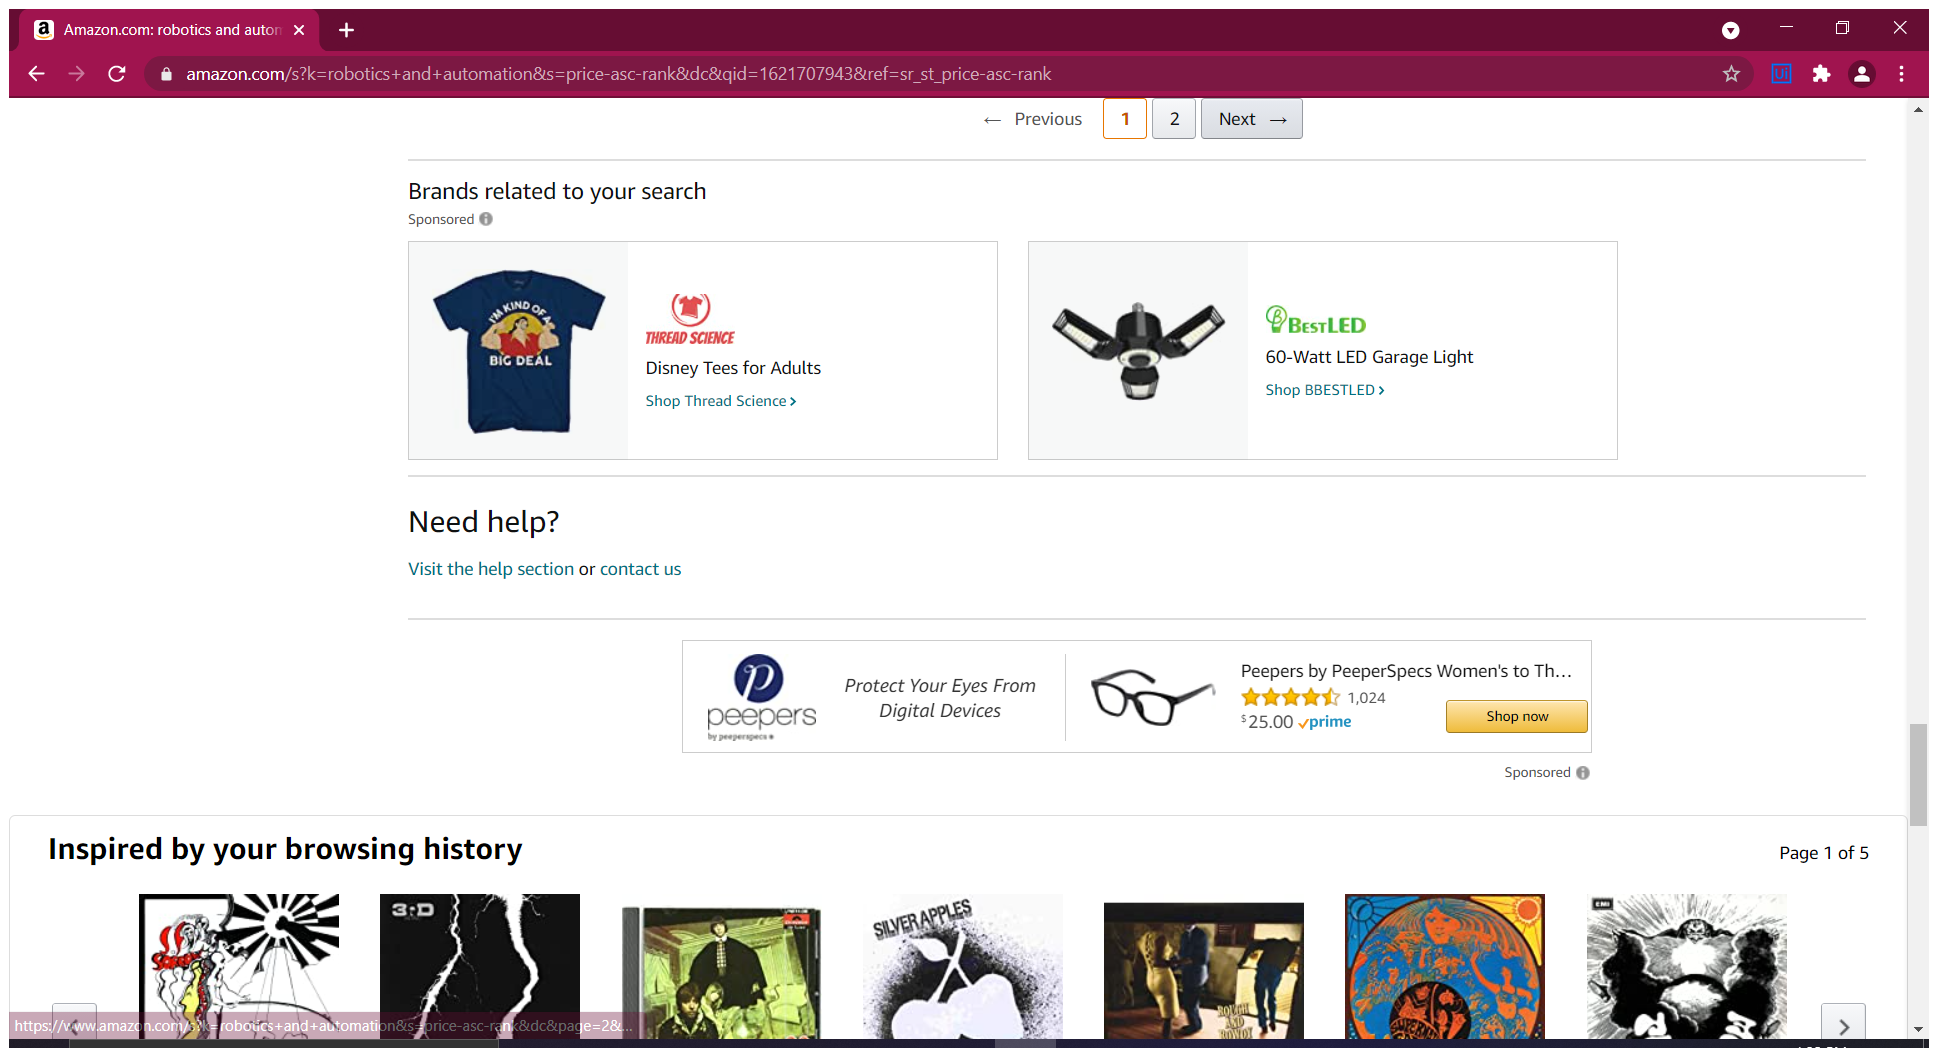 Amazon.com: robotics and autom
amazon.com/s?k=robotics+and+automation&s=price-asc-rank&dc&qid=1621707943&ref=sr_st_price-asc-rank
← Previous 1 2 Next →
Brands related to your search
Sponsored
I'M KIND OF A
BIG DEAL
THREAD SCIENCE
Disney Tees for Adults
Shop Thread Science ›
BESTLED
60-Watt LED Garage Light
Shop BBESTLED ›
Need help?
Visit the help section or contact us
peepers
by peeperspecs
Protect Your Eyes From
Digital Devices
Peepers by PeeperSpecs Women's to Th...
1,024
$25.00 prime
Shop now
Sponsored
Inspired by your browsing history
Page 1 of 5
3:D
SILVER APPLES
ROUGH
AND
ROWDY
EMI
https://www.amazon.com/s?k=robotics+and+automation&s=price-asc-rank&dc&page=2&...